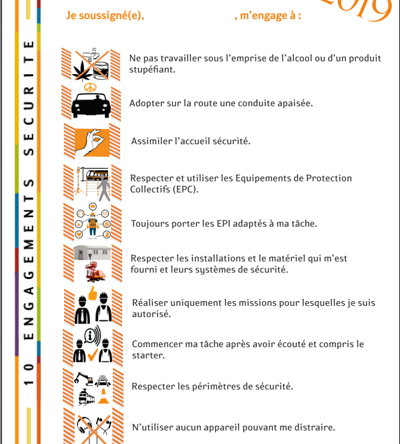 2019
Je soussigné(e), , m'engage à :
10 ENGAGEMENTS SECURITE
Ne pas travailler sous l'emprise de l'alcool ou d'un produit
stupéfiant.
Adopter sur la route une conduite apaisée.
Assimiler l'accueil sécurité.
Respecter et utiliser les Equipements de Protection
Collectifs (EPC).
Toujours porter les EPI adaptés à ma tâche.
Respecter les installations et le matériel qui m'est
fourni et leurs systèmes de sécurité.
Réaliser uniquement les missions pour lesquelles je suis
autorisé.
Commencer ma tâche après avoir écouté et compris le
starter.
Respecter les périmètres de sécurité.
N'utiliser aucun appareil pouvant me distraire.